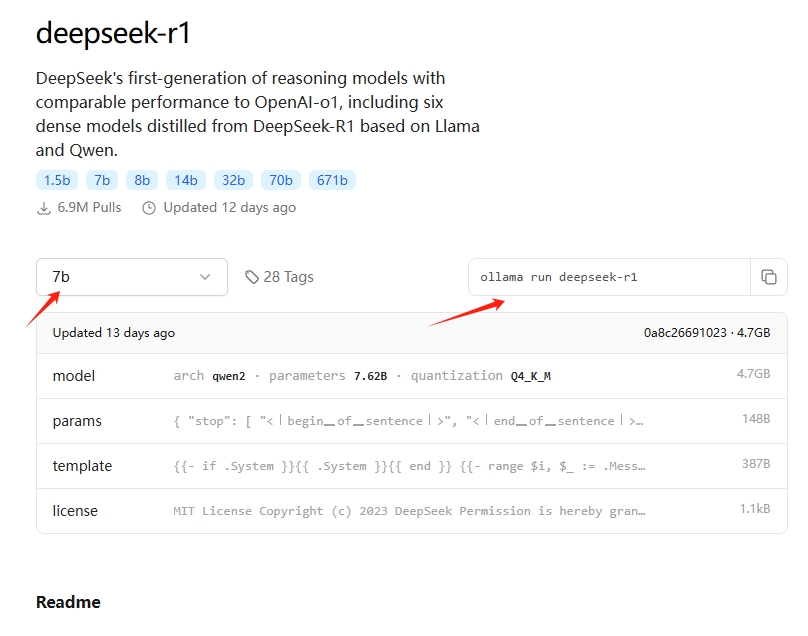 deepseek-r1
DeepSeek's first-generation of reasoning models with
comparable performance to OpenAI-o1, including six
dense models distilled from DeepSeek-R1 based on Llama
and Qwen.
1.5b 7b 8b 14b 32b 70b 671b
6.9M Pulls Updated 12 days ago
7b 28 Tags ollama run deepseek-r1
Updated 13 days ago 0a8c26691023 · 4.7GB
model arch qwen2 · parameters 7.62B · quantization Q4_K_M 4.7GB
params { "stop": [ "<｜begin▁of▁sentence｜>", "<｜end▁of▁sentence｜>… 148B
template {{- if .System }}{{ .System }}{{ end }} {{- range $i, $_ := .Mess… 387B
license MIT License Copyright (c) 2023 DeepSeek Permission is hereby gran… 1.1kB
Readme